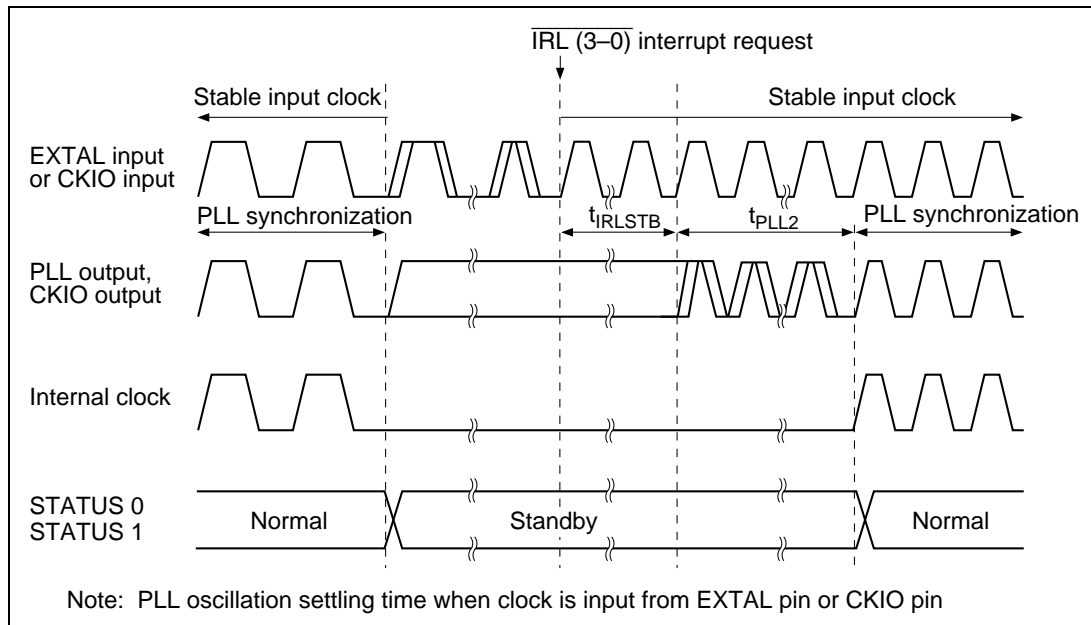 IRL (3–0) interrupt request
Stable input clock
Stable input clock
EXTAL input
or CKIO input
PLL synchronization
tIRLSTB
tPLL2
PLL synchronization
PLL output,
CKIO output
Internal clock
STATUS 0
STATUS 1
Normal
Standby
Normal
Note: PLL oscillation settling time when clock is input from EXTAL pin or CKIO pin